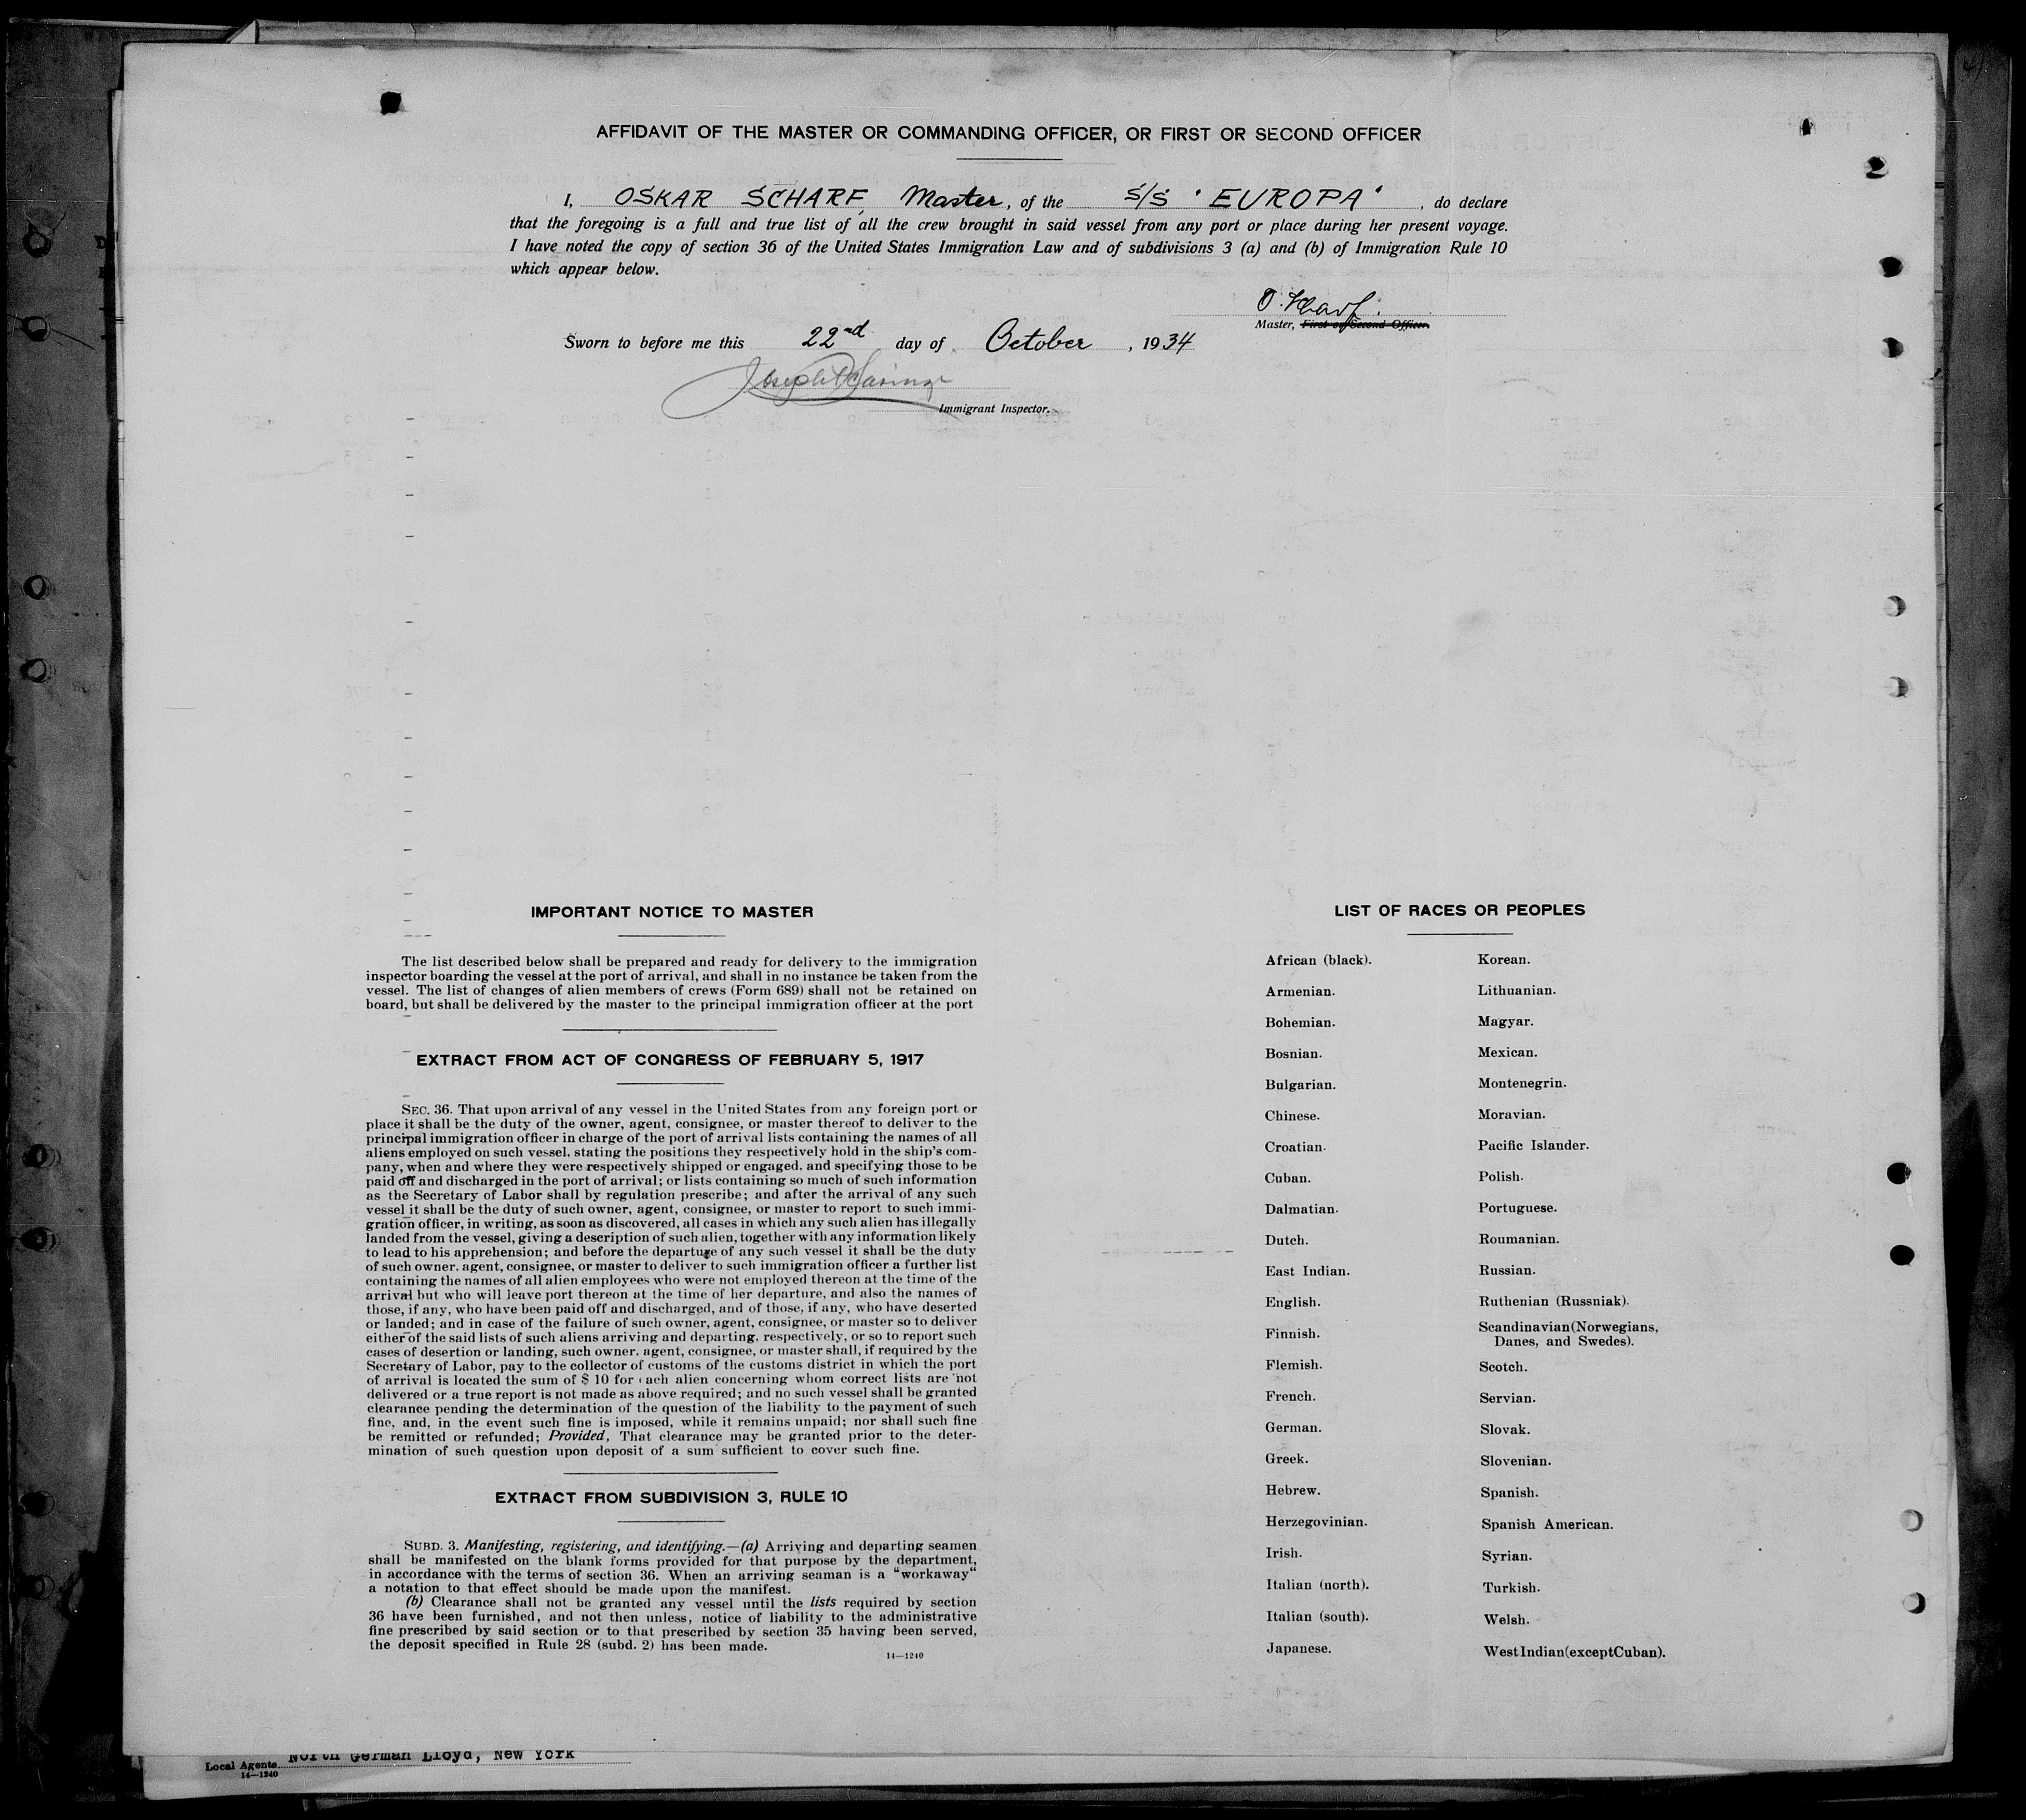 AFFIDAVIT OF THE MASTER OR COMMANDING OFFICER, OR FIRST OR SECOND OFFICER
I, OSKAR SCHARF, Master, of the S/S "EUROPA", do declare
that the foregoing is a full and true list of all the crew brought in said vessel from any port or place during her present voyage.
I have noted the copy of section 36 of the United States Immigration Law and of subdivisions 3 (a) and (b) of Immigration Rule 10
which appear below.
O. Scharf.
Master, First or Second Officer.
Sworn to before me this 22nd day of October, 1934
Immigrant Inspector.
IMPORTANT NOTICE TO MASTER
The list described below shall be prepared and ready for delivery to the immigration
inspector boarding the vessel at the port of arrival, and shall in no instance be taken from the
vessel. The list of changes of alien members of crews (Form 689) shall not be retained on
board, but shall be delivered by the master to the principal immigration officer at the port
EXTRACT FROM ACT OF CONGRESS OF FEBRUARY 5, 1917
SEC. 36. That upon arrival of any vessel in the United States from any foreign port or
place it shall be the duty of the owner, agent, consignee, or master thereof to deliver to the
principal immigration officer in charge of the port of arrival lists containing the names of all
aliens employed on such vessel, stating the positions they respectively hold in the ship's com-
pany, when and where they were respectively shipped or engaged, and specifying those to be
paid off and discharged in the port of arrival; or lists containing so much of such information
as the Secretary of Labor shall by regulation prescribe; and after the arrival of any such
vessel it shall be the duty of such owner, agent, consignee, or master to report to such immi-
gration officer, in writing, as soon as discovered, all cases in which any such alien has illegally
landed from the vessel, giving a description of such alien, together with any information likely
to lead to his apprehension; and before the departure of any such vessel it shall be the duty
of such owner, agent, consignee, or master to deliver to such immigration officer a further list
containing the names of all alien employees who were not employed thereon at the time of the
arrival but who will leave port thereon at the time of her departure, and also the names of
those, if any, who have been paid off and discharged, and of those, if any, who have deserted
or landed; and in case of the failure of such owner, agent, consignee, or master so to deliver
either of the said lists of such aliens arriving and departing, respectively, or so to report such
cases of desertion or landing, such owner, agent, consignee, or master shall, if required by the
Secretary of Labor, pay to the collector of customs of the customs district in which the port
of arrival is located the sum of $ 10 for each alien concerning whom correct lists are not
delivered or a true report is not made as above required; and no such vessel shall be granted
clearance pending the determination of the question of the liability to the payment of such
fine, and, in the event such fine is imposed, while it remains unpaid; nor shall such fine
be remitted or refunded; Provided, That clearance may be granted prior to the deter-
mination of such question upon deposit of a sum sufficient to cover such fine.
EXTRACT FROM SUBDIVISION 3, RULE 10
SUBD. 3. Manifesting, registering, and identifying.—(a) Arriving and departing seamen
shall be manifested on the blank forms provided for that purpose by the department,
in accordance with the terms of section 36. When an arriving seaman is a "workaway"
a notation to that effect should be made upon the manifest.
(b) Clearance shall not be granted any vessel until the lists required by section
36 have been furnished, and not then unless, notice of liability to the administrative
fine prescribed by said section or to that prescribed by section 35 having been served,
the deposit specified in Rule 28 (subd. 2) has been made.
14—1240
LIST OF RACES OR PEOPLES
African (black).
Armenian.
Bohemian.
Bosnian.
Bulgarian.
Chinese.
Croatian.
Cuban.
Dalmatian.
Dutch.
East Indian.
English.
Finnish.
Flemish.
French.
German.
Greek.
Hebrew.
Herzegovinian.
Irish.
Italian (north).
Italian (south).
Japanese.
Korean.
Lithuanian.
Magyar.
Mexican.
Montenegrin.
Moravian.
Pacific Islander.
Polish.
Portuguese.
Roumanian.
Russian.
Ruthenian (Russniak).
Scandinavian (Norwegians,
Danes, and Swedes).
Scotch.
Servian.
Slovak.
Slovenian.
Spanish.
Spanish American.
Syrian.
Turkish.
Welsh.
West Indian (except Cuban).
Local Agents North German Lloyd, New York
14—1240